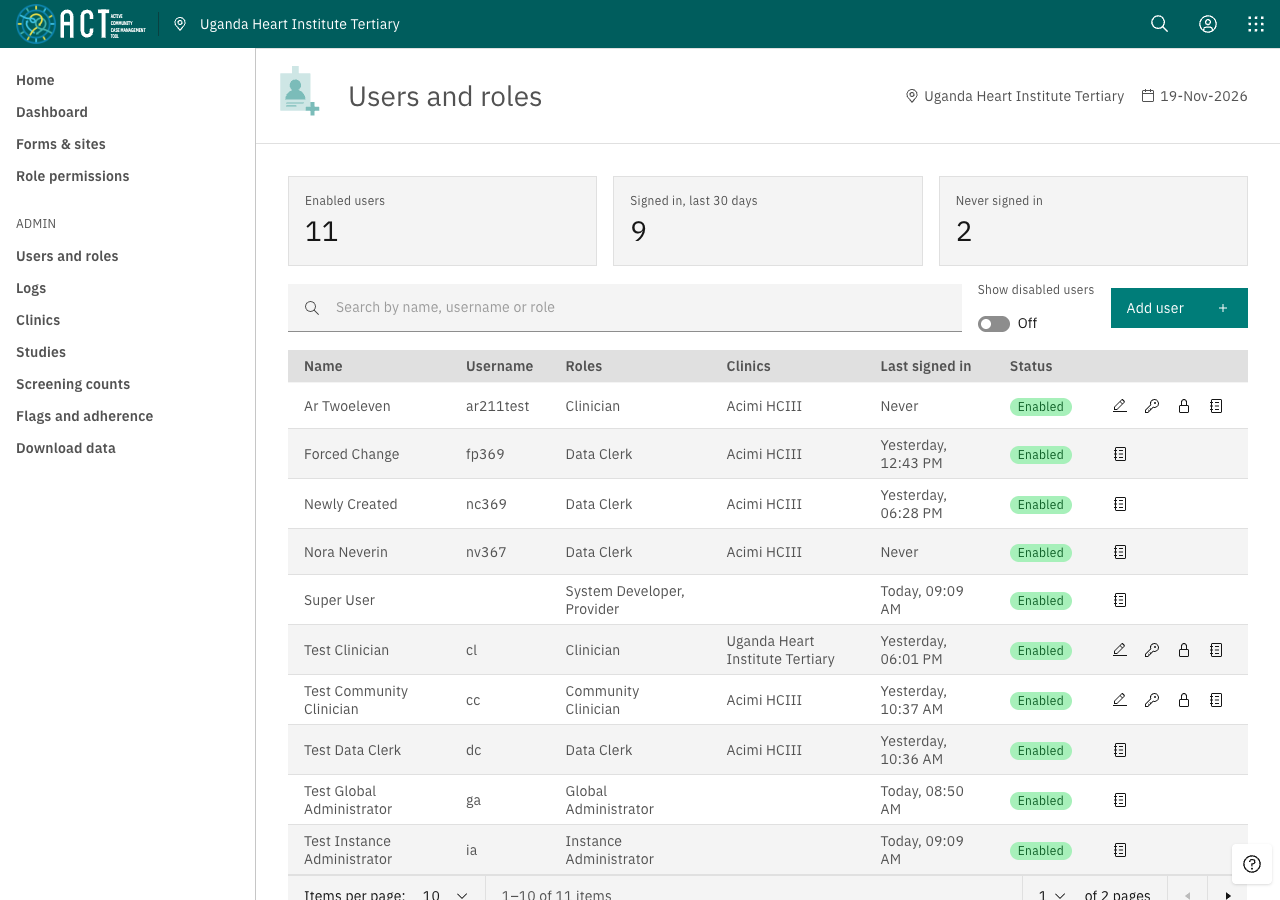 ACT ACTIVE COMMUNITY CASE MANAGEMENT TOOL
Uganda Heart Institute Tertiary
Home
Dashboard
Forms & sites
Role permissions
ADMIN
Users and roles
Logs
Clinics
Studies
Screening counts
Flags and adherence
Download data
Users and roles
Uganda Heart Institute Tertiary 19-Nov-2026
Enabled users
11
Signed in, last 30 days
9
Never signed in
2
Search by name, username or role
Show disabled users
Off
Add user +
Name Username Roles Clinics Last signed in Status
Ar Twoeleven ar211test Clinician Acimi HCIII Never Enabled
Forced Change fp369 Data Clerk Acimi HCIII Yesterday, 12:43 PM Enabled
Newly Created nc369 Data Clerk Acimi HCIII Yesterday, 06:28 PM Enabled
Nora Neverin nv367 Data Clerk Acimi HCIII Never Enabled
Super User System Developer, Provider Today, 09:09 AM Enabled
Test Clinician cl Clinician Uganda Heart Institute Tertiary Yesterday, 06:01 PM Enabled
Test Community Clinician cc Community Clinician Acimi HCIII Yesterday, 10:37 AM Enabled
Test Data Clerk dc Data Clerk Acimi HCIII Yesterday, 10:36 AM Enabled
Test Global Administrator ga Global Administrator Today, 08:50 AM Enabled
Test Instance Administrator ia Instance Administrator Today, 09:09 AM Enabled
Items per page: 10 1–10 of 11 items 1 of 2 pages